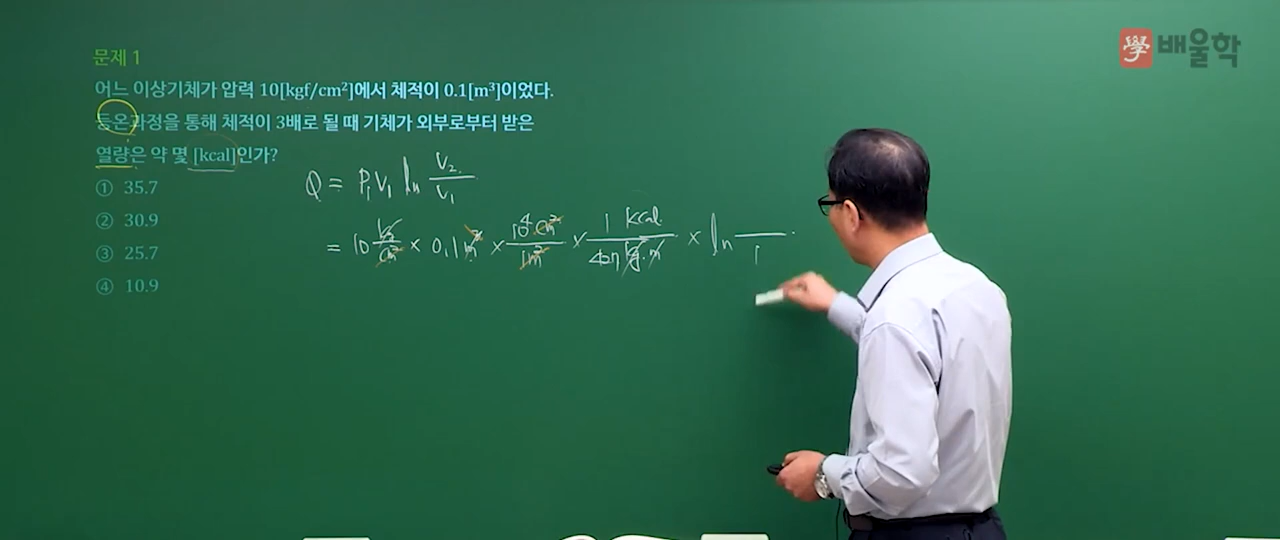 學 배울학
문제 1
어느 이상기체가 압력 10[kgf/cm²]에서 체적이 0.1[m³]이었다.
등온과정을 통해 체적이 3배로 될 때 기체가 외부로부터 받은
열량은 약 몇 [kcal]인가?
① 35.7
② 30.9
③ 25.7
④ 10.9
Q = P₁V₁ ln V₂/V₁
= 10 kg/cm² × 0.1 m³ × 10⁴cm²/1m² × 1 kcal/427 kg·m × ln /1